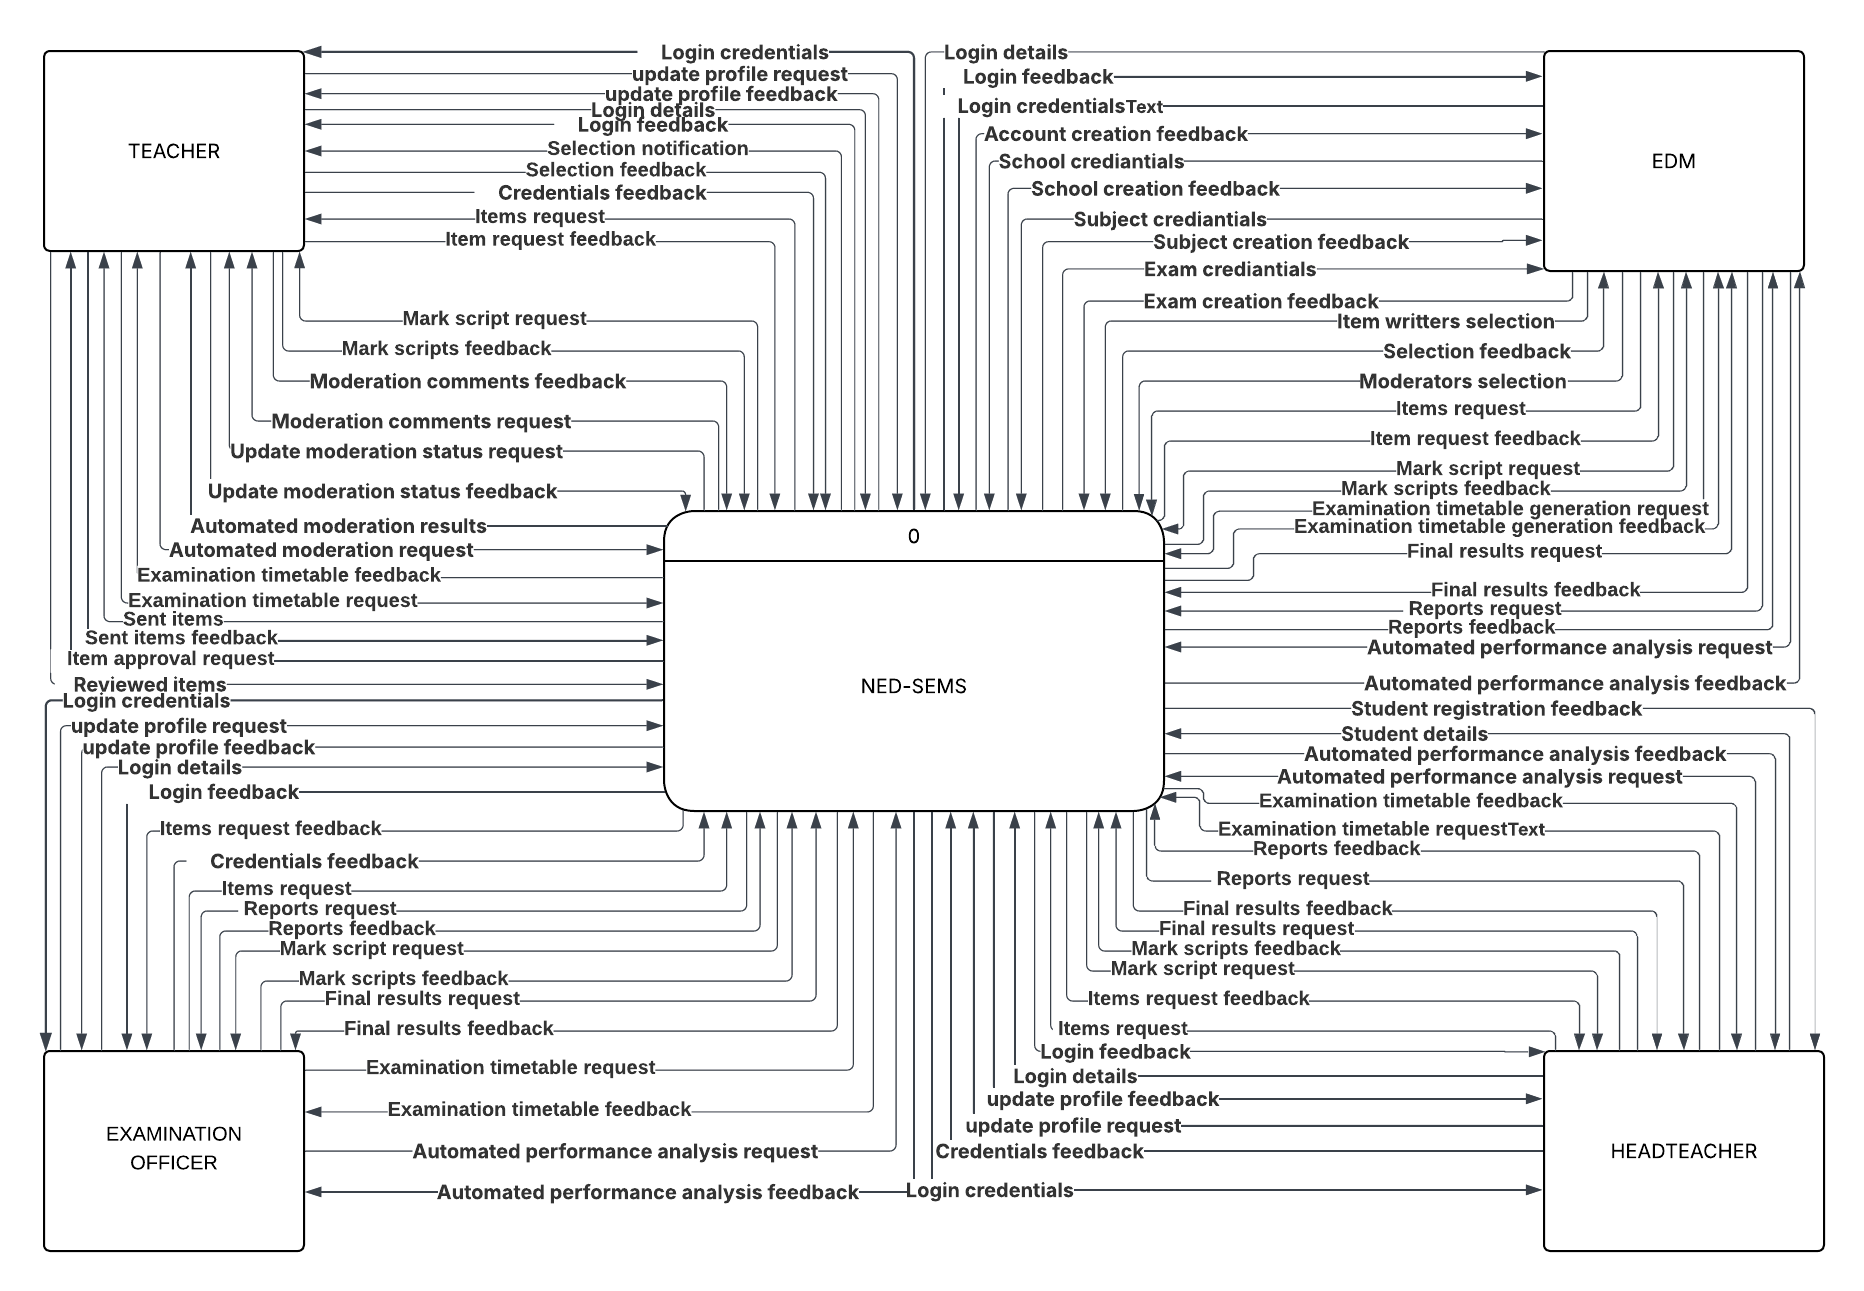 TEACHER
Login credentials
update profile request
update profile feedback
Login details
Login feedback
Selection notification
Selection feedback
Credentials feedback
Items request
Item request feedback
Mark script request
Mark scripts feedback
Moderation comments feedback
Moderation comments request
Update moderation status request
Update moderation status feedback
Automated moderation results
Automated moderation request
Examination timetable feedback
Examination timetable request
Sent items
Sent items feedback
Item approval request
Reviewed items
EDM
Login details
Login feedback
Login credentialsText
Account creation feedback
School crediantials
School creation feedback
Subject crediantials
Subject creation feedback
Exam crediantials
Exam creation feedback
Item writters selection
Selection feedback
Moderators selection
Items request
Item request feedback
Mark script request
Mark scripts feedback
Examination timetable generation request
Examination timetable generation feedback
Final results request
Final results feedback
Reports request
Reports feedback
Automated performance analysis request
Automated performance analysis feedback
0
NED-SEMS
Login credentials
update profile request
update profile feedback
Login details
Login feedback
Items request feedback
Credentials feedback
Items request
Reports request
Reports feedback
Mark script request
Mark scripts feedback
Final results request
Final results feedback
Examination timetable request
Examination timetable feedback
Automated performance analysis request
Automated performance analysis feedback
EXAMINATION
OFFICER
Student registration feedback
Student details
Automated performance analysis feedback
Automated performance analysis request
Examination timetable feedback
Examination timetable requestText
Reports feedback
Reports request
Final results feedback
Final results request
Mark scripts feedback
Mark script request
Items request feedback
Items request
Login feedback
Login details
update profile feedback
update profile request
Credentials feedback
Login credentials
HEADTEACHER